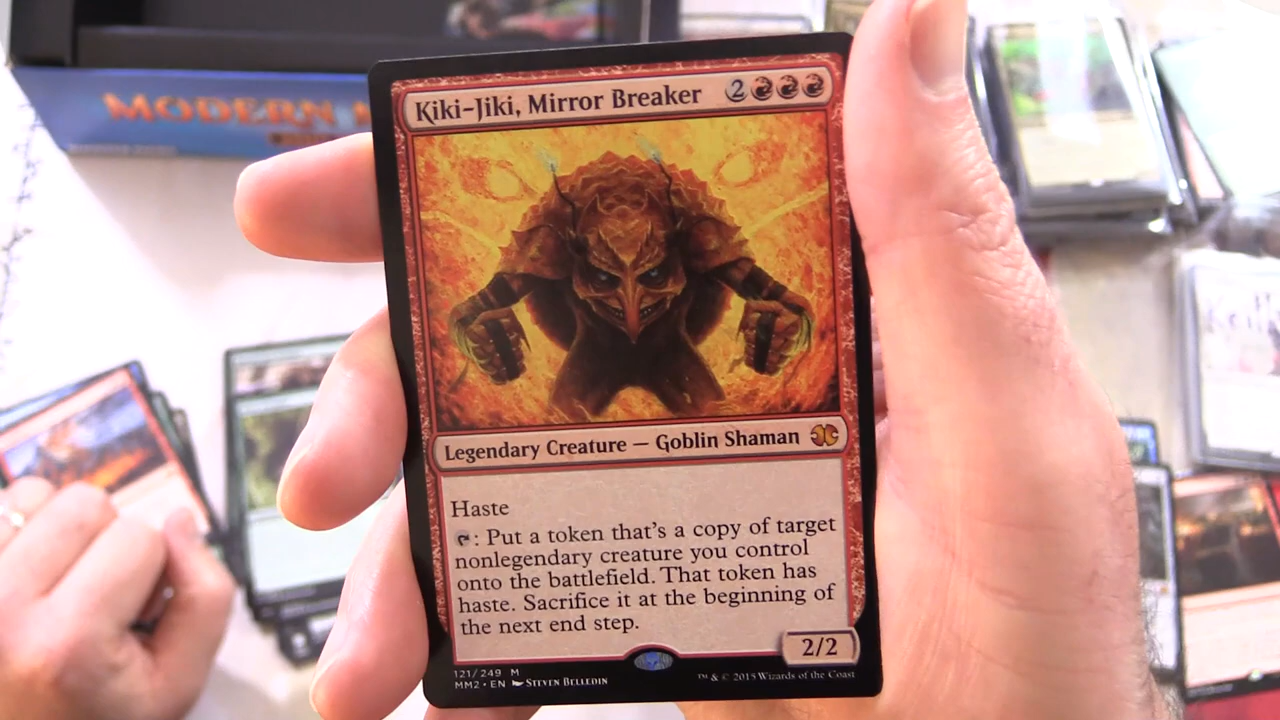 MODERN
Kiki-Jiki, Mirror Breaker 2
Legendary Creature — Goblin Shaman
Haste
: Put a token that's a copy of target
nonlegendary creature you control
onto the battlefield. That token has
haste. Sacrifice it at the beginning of
the next end step.
2/2
121/249 M
MM2 • EN Steven Belledin
™ & © 2015 Wizards of the Coast